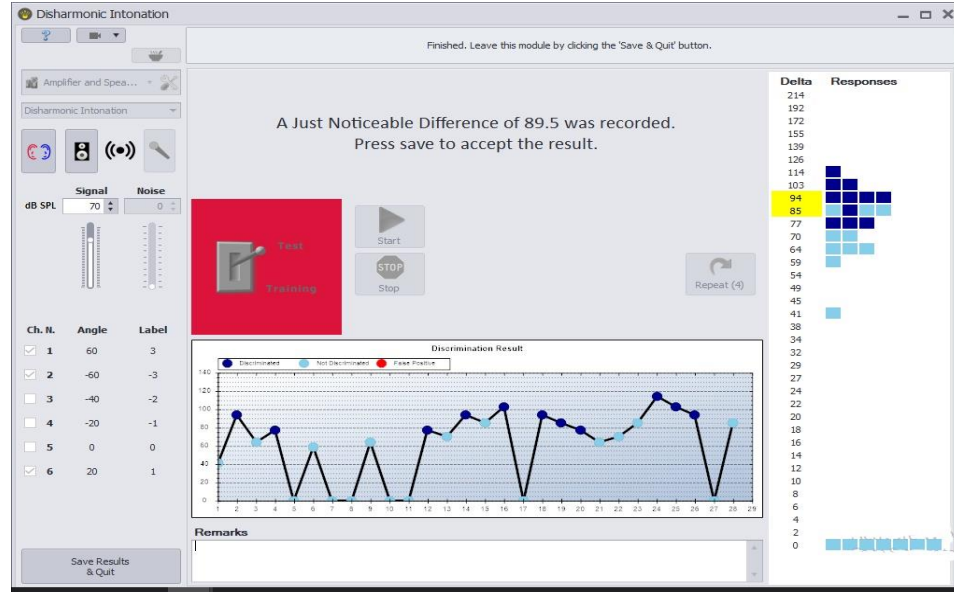 Disharmonic Intonation
?
Finished. Leave this module by clicking the 'Save & Quit' button.
Amplifier and Spea...
Disharmonic Intonation
A Just Noticeable Difference of 89.5 was recorded.
Press save to accept the result.
Signal Noise
dB SPL 70 0
Test
Training
Start
STOP
Stop
Repeat (4)
Ch. N. Angle Label
1 60 3
2 -60 -3
3 -40 -2
4 -20 -1
5 0 0
6 20 1
Discrimination Result
Discriminated Not Discriminated False Positive
140
120
100
80
60
40
20
0
1 2 3 4 5 6 7 8 9 10 11 12 13 14 15 16 17 18 19 20 21 22 23 24 25 26 27 28 29
Remarks
Save Results
& Quit
Delta Responses
214
192
172
155
139
126
114
103
94
85
77
70
64
59
54
49
45
41
38
34
32
29
27
24
22
20
18
16
14
12
10
8
6
4
2
0